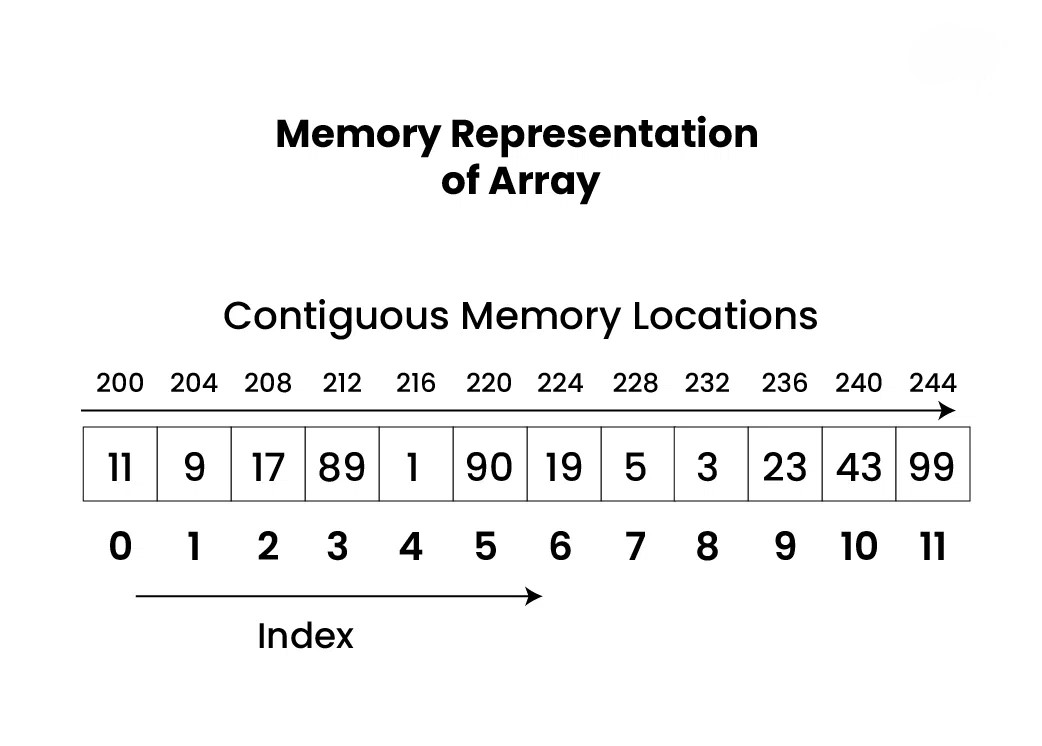 Memory Representation
of Array
Contiguous Memory Locations
200 204 208 212 216 220 224 228 232 236 240 244
11 9 17 89 1 90 19 5 3 23 43 99
0 1 2 3 4 5 6 7 8 9 10 11
Index